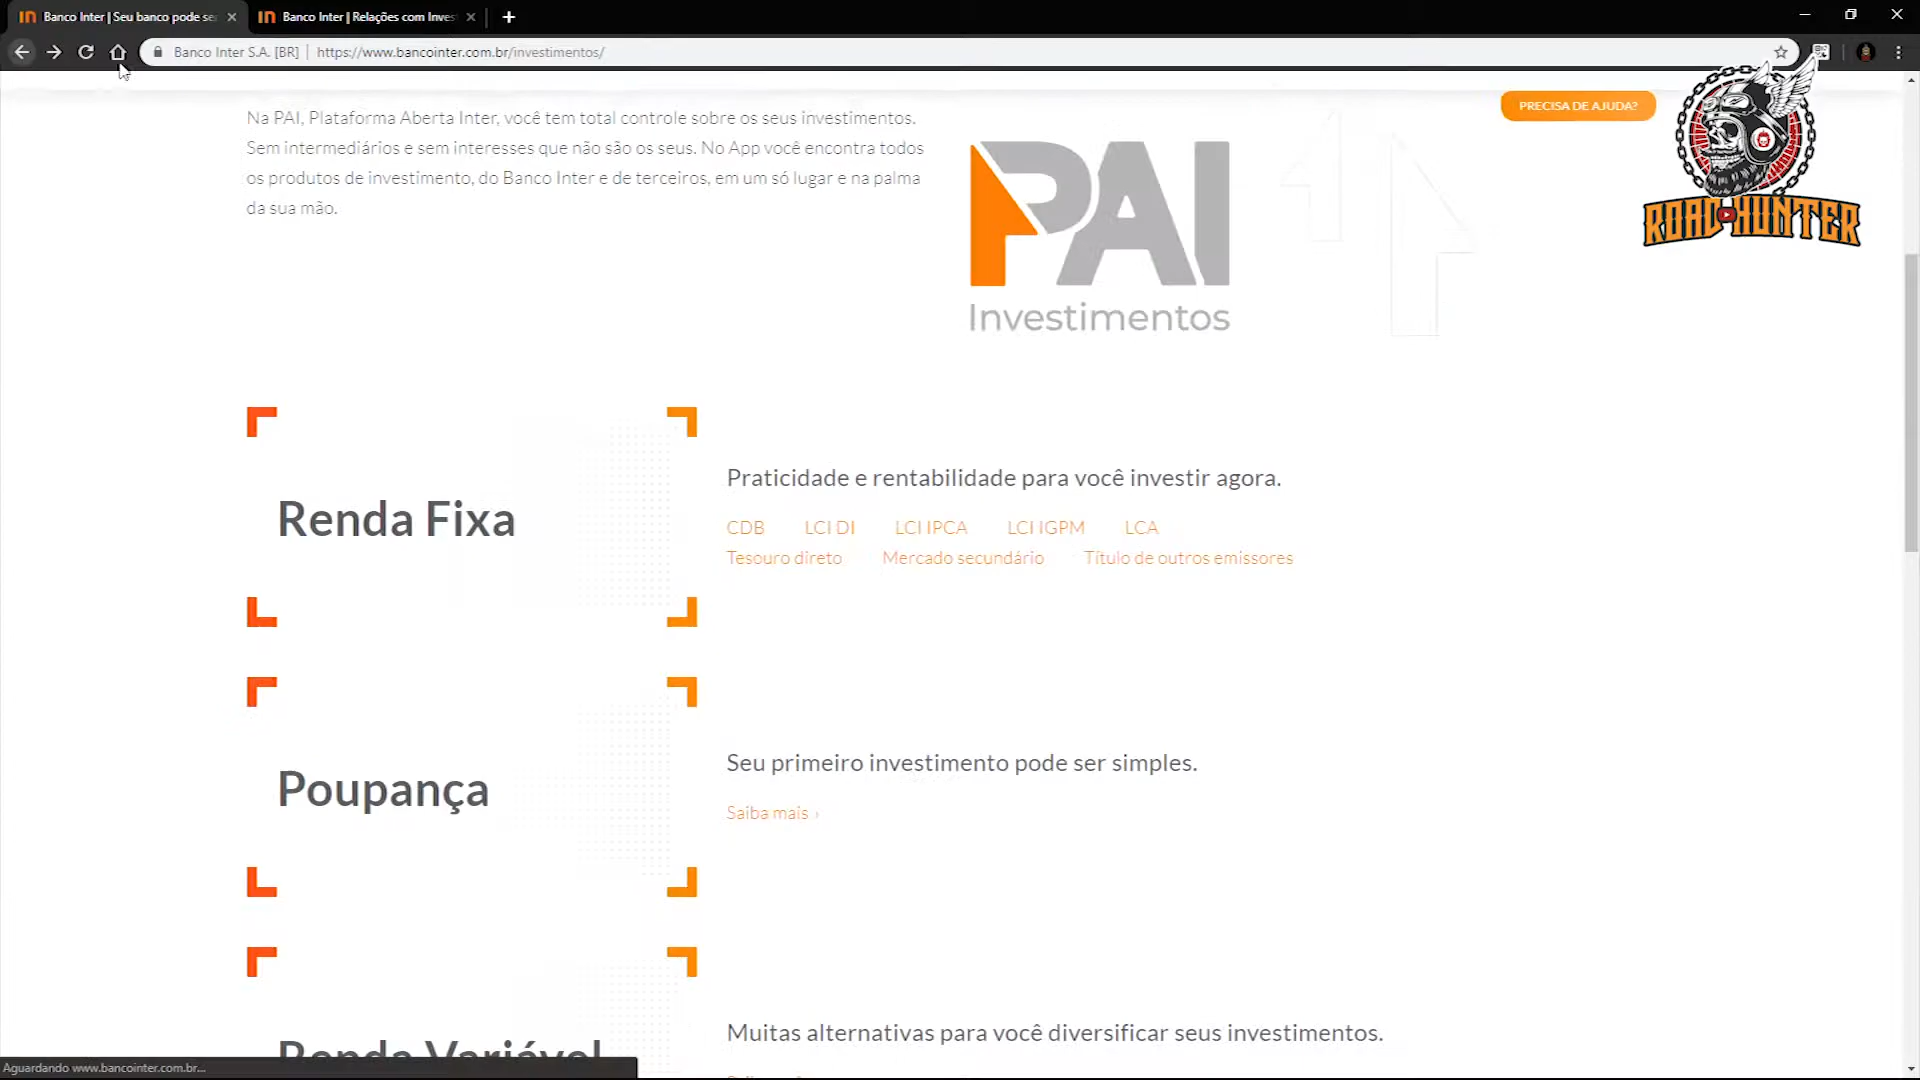 Banco Inter | Seu banco pode se
Banco Inter | Relações com Inves
Banco Inter S.A. [BR] | https://www.bancointer.com.br/investimentos/
PRECISA DE AJUDA?
ROAD HUNTER
Na PAI, Plataforma Aberta Inter, você tem total controle sobre os seus investimentos.
Sem intermediários e sem interesses que não são os seus. No App você encontra todos
os produtos de investimento, do Banco Inter e de terceiros, em um só lugar e na palma
da sua mão.
PAI
Investimentos
Renda Fixa
Praticidade e rentabilidade para você investir agora.
CDB LCI DI LCI IPCA LCI IGPM LCA
Tesouro direto Mercado secundário Título de outros emissores
Poupança
Seu primeiro investimento pode ser simples.
Saiba mais ›
Renda Variável
Muitas alternativas para você diversificar seus investimentos.
Aguardando www.bancointer.com.br...